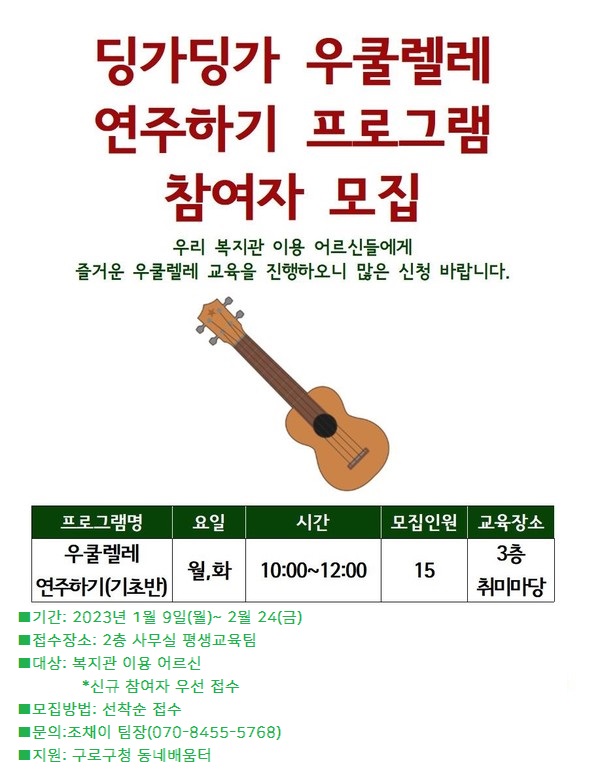 딩가딩가 우쿨렐레
연주하기 프로그램
참여자 모집
우리 복지관 이용 어르신들에게
즐거운 우쿨렐레 교육을 진행하오니 많은 신청 바랍니다.
프로그램명 요일 시간 모집인원 교육장소
우쿨렐레
연주하기(기초반) 월,화 10:00~12:00 15 3층
취미마당
■기간: 2023년 1월 9일(월)~ 2월 24(금)
■접수장소: 2층 사무실 평생교육팀
■대상: 복지관 이용 어르신
*신규 참여자 우선 접수
■모집방법: 선착순 접수
■문의:조채이 팀장(070-8455-5768)
■지원: 구로구청 동네배움터